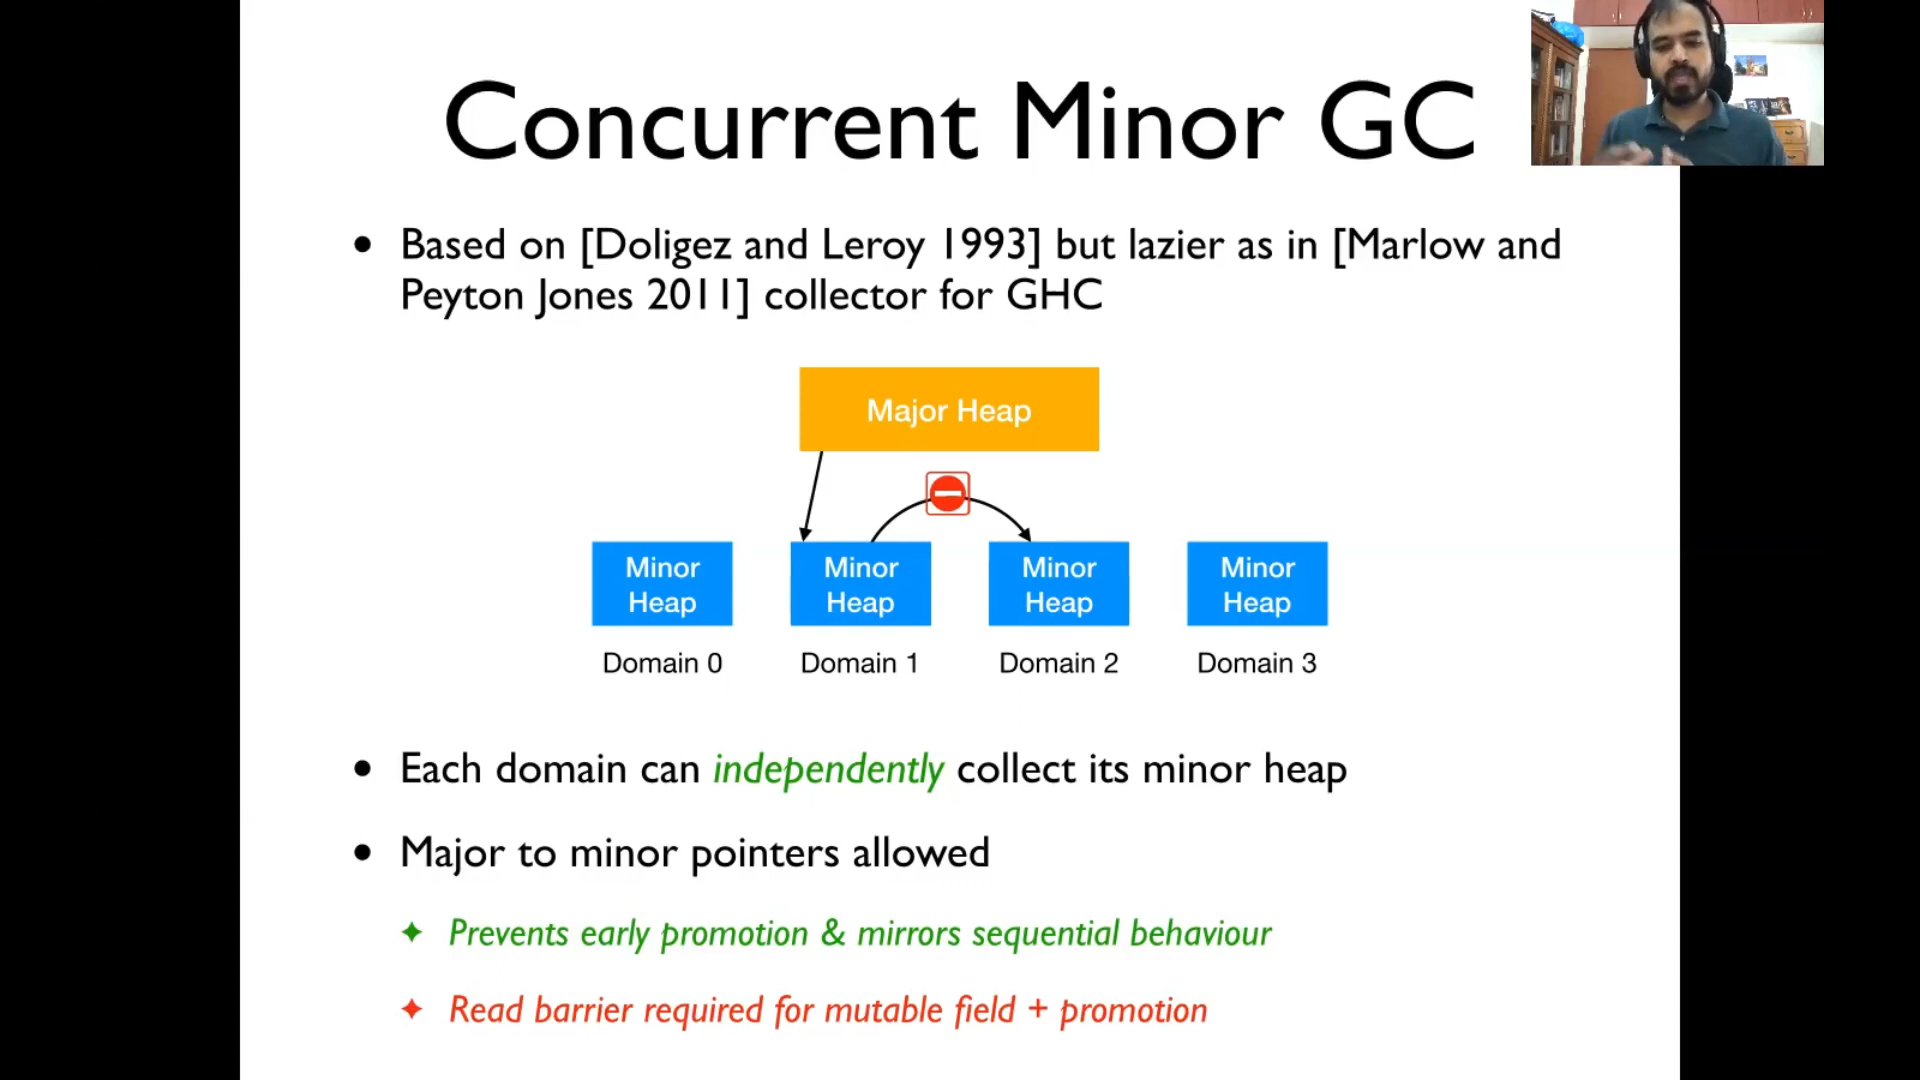 Concurrent Minor GC
• Based on [Doligez and Leroy 1993] but lazier as in [Marlow and
Peyton Jones 2011] collector for GHC
Major Heap
Minor Heap
Minor Heap
Minor Heap
Minor Heap
Domain 0
Domain 1
Domain 2
Domain 3
• Each domain can independently collect its minor heap
• Major to minor pointers allowed
✦ Prevents early promotion & mirrors sequential behaviour
✦ Read barrier required for mutable field + promotion